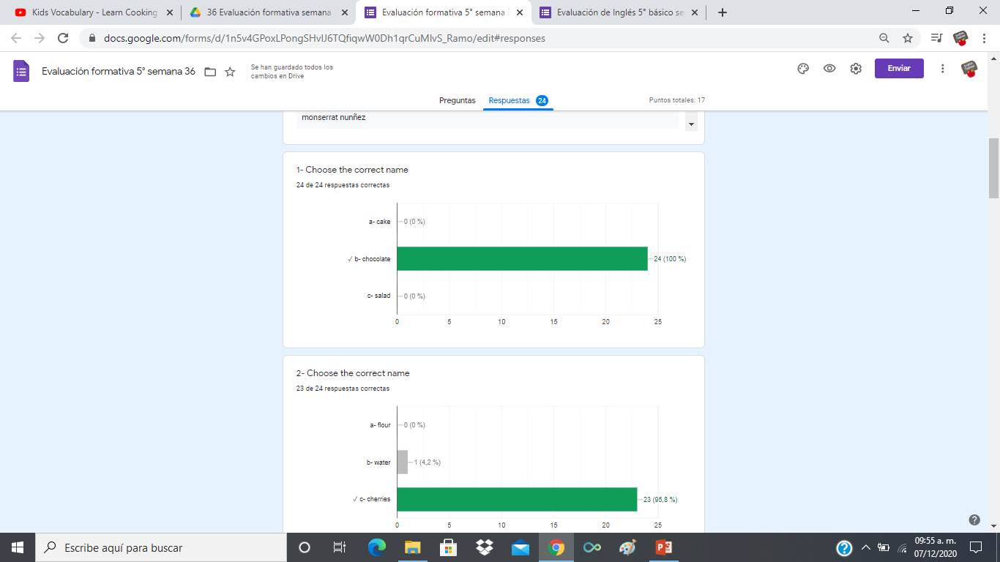 Kids Vocabulary - Learn Cooking
36 Evaluación formativa semana
Evaluación formativa 5° semana 3
Evaluación de Inglés 5° básico se
docs.google.com/forms/d/1n5v4GPoxLPongSHvIJ6TQfiqwW0Dh1qrCuMlvS_Ramo/edit#responses
Evaluación formativa 5° semana 36
Se han guardado todos los
cambios en Drive
Enviar
Preguntas
Respuestas 24
Puntos totales: 17
monserrat nunñez
1- Choose the correct name
24 de 24 respuestas correctas
a- cake
0 (0 %)
✓ b- chocolate
24 (100 %)
c- salad
0 (0 %)
0 5 10 15 20 25
2- Choose the correct name
23 de 24 respuestas correctas
a- flour
0 (0 %)
b- water
1 (4,2 %)
✓ c- cherries
23 (95,8 %)
0 5 10 15 20 25
Escribe aquí para buscar
09:55 a. m.
07/12/2020